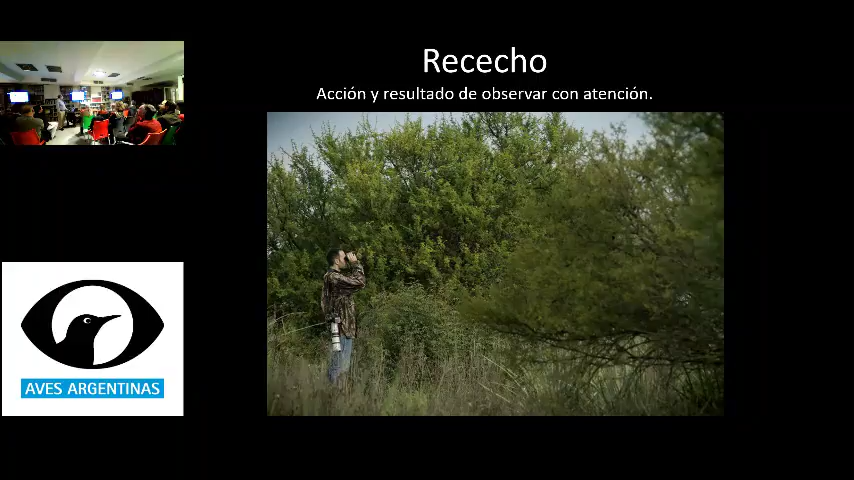 Rececho
Acción y resultado de observar con atención.
AVES ARGENTINAS